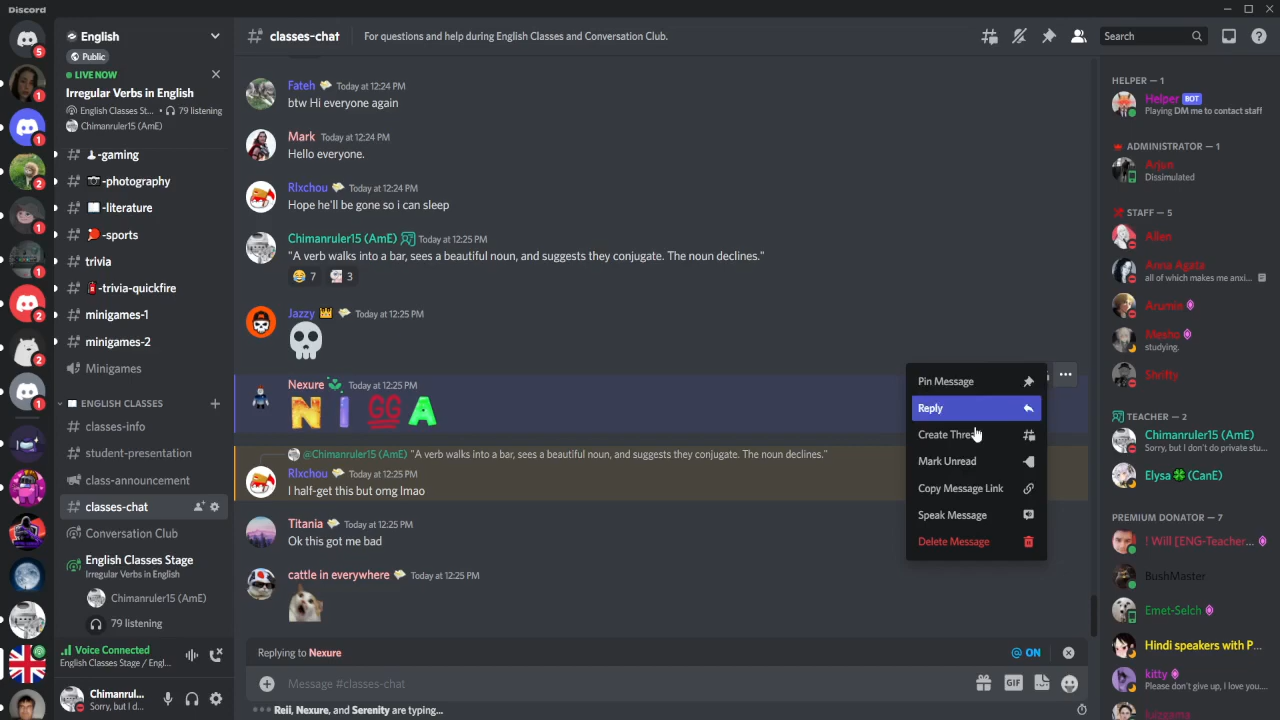 Discord
English
Public
LIVE NOW
Irregular Verbs in English
English Classes St... • 79 listening
Chimanruler15 (AmE)
-gaming
-photography
-literature
-sports
trivia
-trivia-quickfire
minigames-1
minigames-2
Minigames
ENGLISH CLASSES
classes-info
student-presentation
class-announcement
classes-chat
Conversation Club
English Classes Stage
Irregular Verbs in English
Chimanruler15 (AmE)
79 listening
Voice Connected
English Classes Stage / Engl...
Chimanrul...
Sorry, but I d...
5
1
1
2
1
1
2
2
1
classes-chat
For questions and help during English Classes and Conversation Club.
Search
Fateh Today at 12:24 PM
btw Hi everyone again
Mark Today at 12:24 PM
Hello everyone.
Rlxchou Today at 12:24 PM
Hope he'll be gone so i can sleep
Chimanruler15 (AmE) Today at 12:25 PM
"A verb walks into a bar, sees a beautiful noun, and suggests they conjugate. The noun declines."
7 3
Jazzy Today at 12:25 PM
Nexure Today at 12:25 PM
N I GG A
@Chimanruler15 (AmE) "A verb walks into a bar, sees a beautiful noun, and suggests they conjugate. The noun declines."
Rlxchou Today at 12:25 PM
I half-get this but omg lmao
Titania Today at 12:25 PM
Ok this got me bad
cattle in everywhere Today at 12:25 PM
Pin Message
Reply
Create Thre
Mark Unread
Copy Message Link
Speak Message
Delete Message
Replying to Nexure
@ ON
Message #classes-chat
GIF
Reii, Nexure, and Serenity are typing...
HELPER — 1
Helper BOT
Playing DM me to contact staff
ADMINISTRATOR — 1
Arjun
Dissimulated
STAFF — 5
Allen
Anna Agata
all of which makes me anxi...
Arumin
Mesho
studying.
Shrifty
TEACHER — 2
Chimanruler15 (AmE)
Sorry, but I don't do private stu...
Elysa (CanE)
PREMIUM DONATOR — 7
! Will [ENG-Teacher...
BushMaster
Emet-Selch
Hindi speakers with P...
kitty
Please don't give up, I love you...